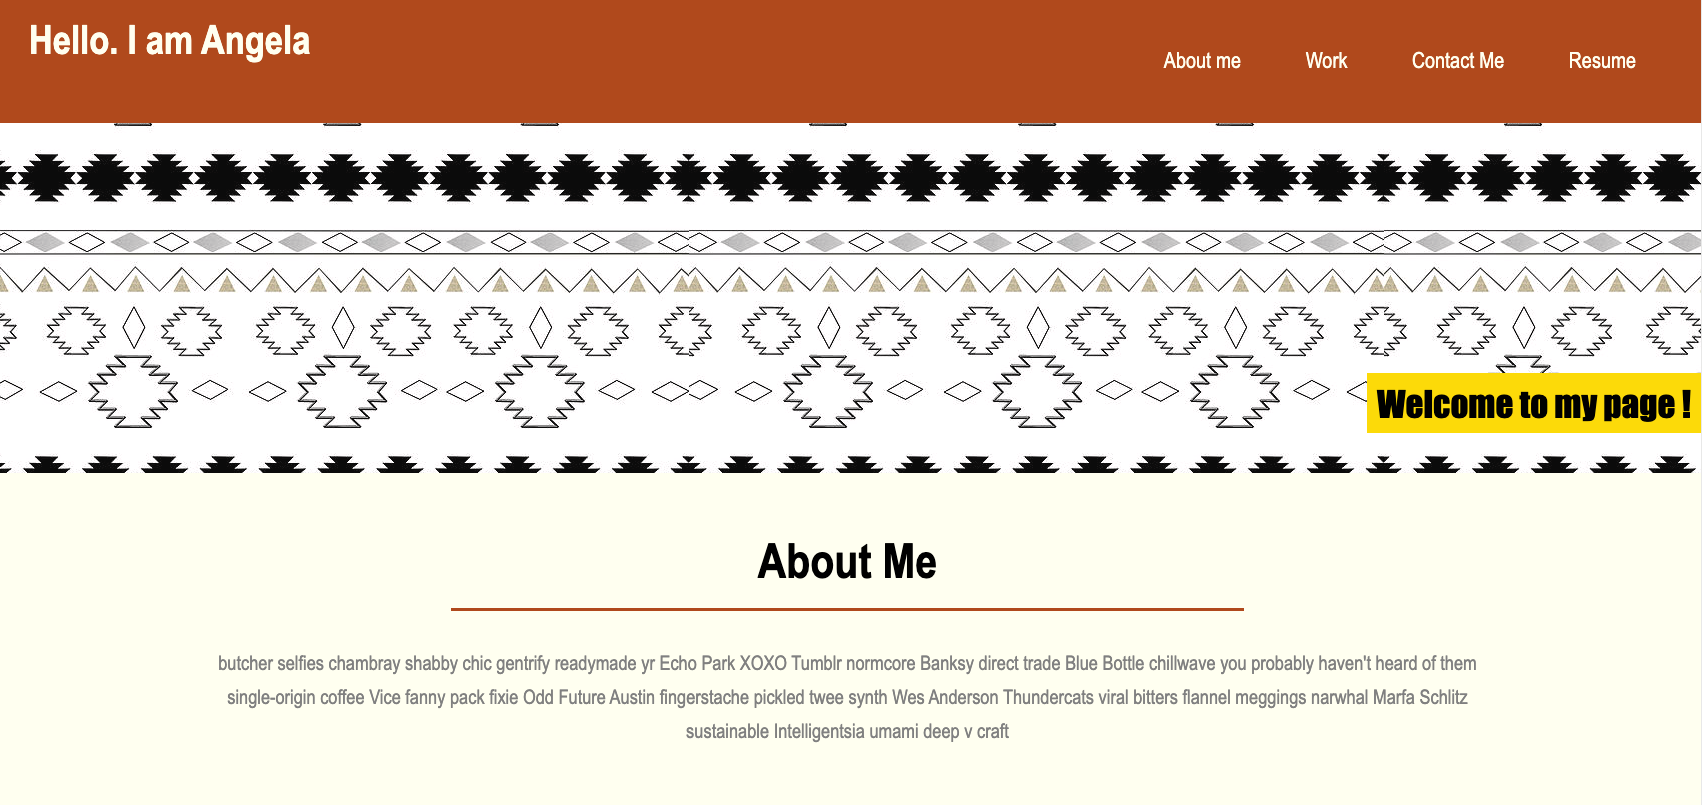 Hello. I am Angela
About me Work Contact Me Resume
Welcome to my page !
About Me
butcher selfies chambray shabby chic gentrify readymade yr Echo Park XOXO Tumblr normcore Banksy direct trade Blue Bottle chillwave you probably haven't heard of them
single-origin coffee Vice fanny pack fixie Odd Future Austin fingerstache pickled twee synth Wes Anderson Thundercats viral bitters flannel meggings narwhal Marfa Schlitz
sustainable Intelligentsia umami deep v craft